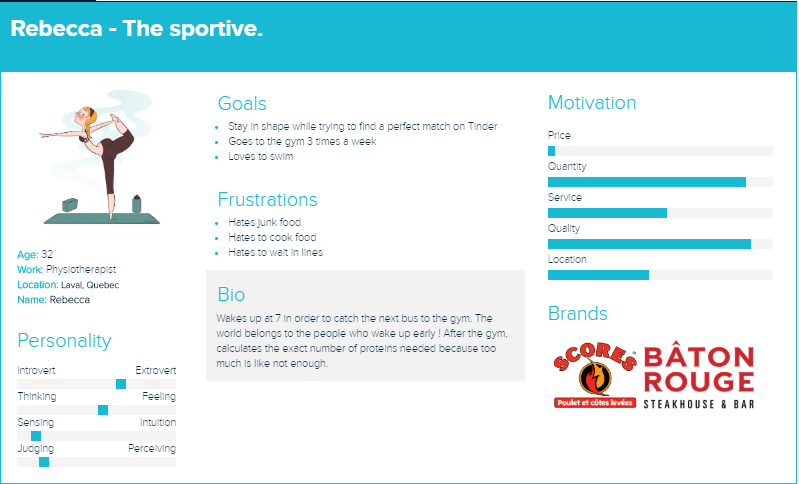 Rebecca - The sportive.
Age: 32
Work: Physiotherapist
Location: Laval, Quebec
Name: Rebecca
Personality
Introvert Extrovert
Thinking Feeling
Sensing Intuition
Judging Perceiving
Goals
Stay in shape while trying to find a perfect match on Tinder
Goes to the gym 3 times a week
Loves to swim
Frustrations
Hates junk food
Hates to cook food
Hates to wait in lines
Bio
Wakes up at 7 in order to catch the next bus to the gym. The
world belongs to the people who wake up early ! After the gym,
calculates the exact number of proteins needed because too
much is like not enough.
Motivation
Price
Quantity
Service
Quality
Location
Brands
SCORES
Poulet et côtes levées
BÂTON
ROUGE
STEAKHOUSE & BAR